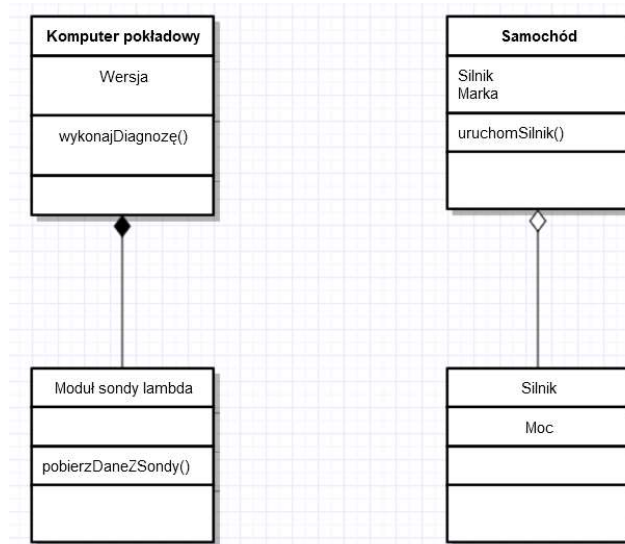 Komputer pokładowy
Wersja
wykonajDiagnozę()
Moduł sondy lambda
pobierzDaneZSondy()
Samochód
Silnik
Marka
uruchomSilnik()
Silnik
Moc